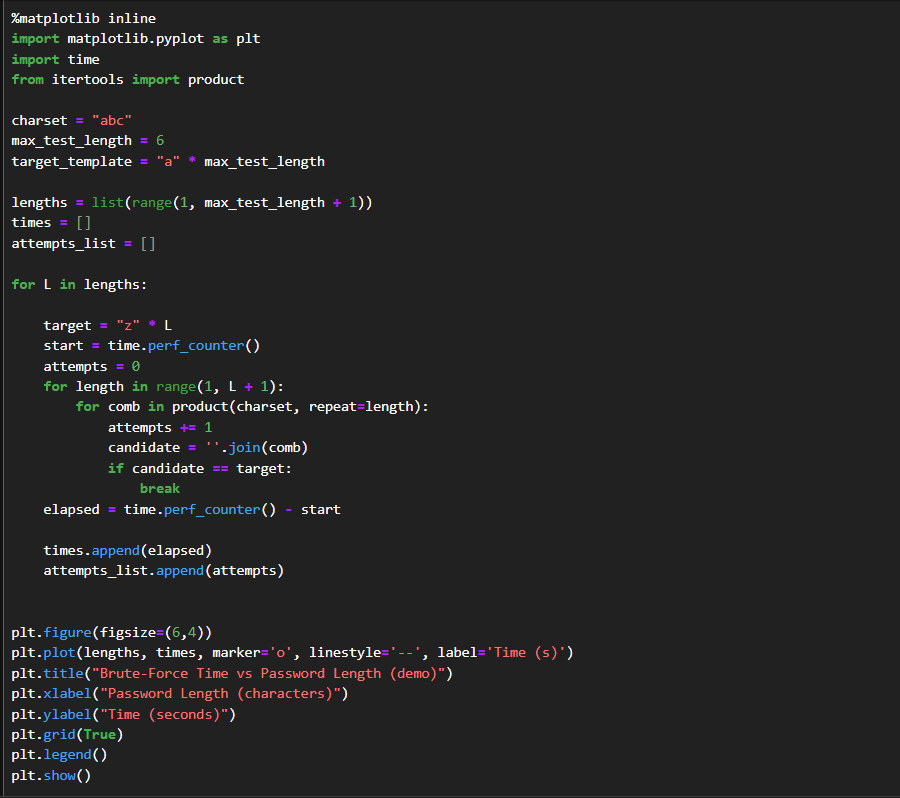 %matplotlib inline
import matplotlib.pyplot as plt
import time
from itertools import product

charset = "abc"
max_test_length = 6
target_template = "a" * max_test_length

lengths = list(range(1, max_test_length + 1))
times = []
attempts_list = []

for L in lengths:

    target = "z" * L
    start = time.perf_counter()
    attempts = 0
    for length in range(1, L + 1):
        for comb in product(charset, repeat=length):
            attempts += 1
            candidate = ''.join(comb)
            if candidate == target:
                break
    elapsed = time.perf_counter() - start

    times.append(elapsed)
    attempts_list.append(attempts)


plt.figure(figsize=(6,4))
plt.plot(lengths, times, marker='o', linestyle='--', label='Time (s)')
plt.title("Brute-Force Time vs Password Length (demo)")
plt.xlabel("Password Length (characters)")
plt.ylabel("Time (seconds)")
plt.grid(True)
plt.legend()
plt.show()